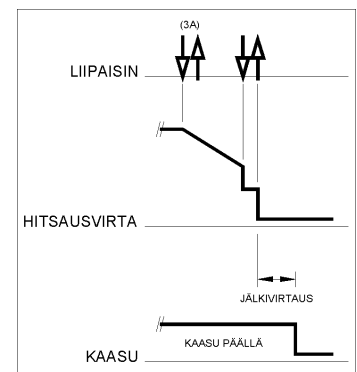 (3A)
LIIPAISIN
HITSAUSVIRTA
JÄLKIVIRTAUS
KAASU PÄÄLLÄ
KAASU